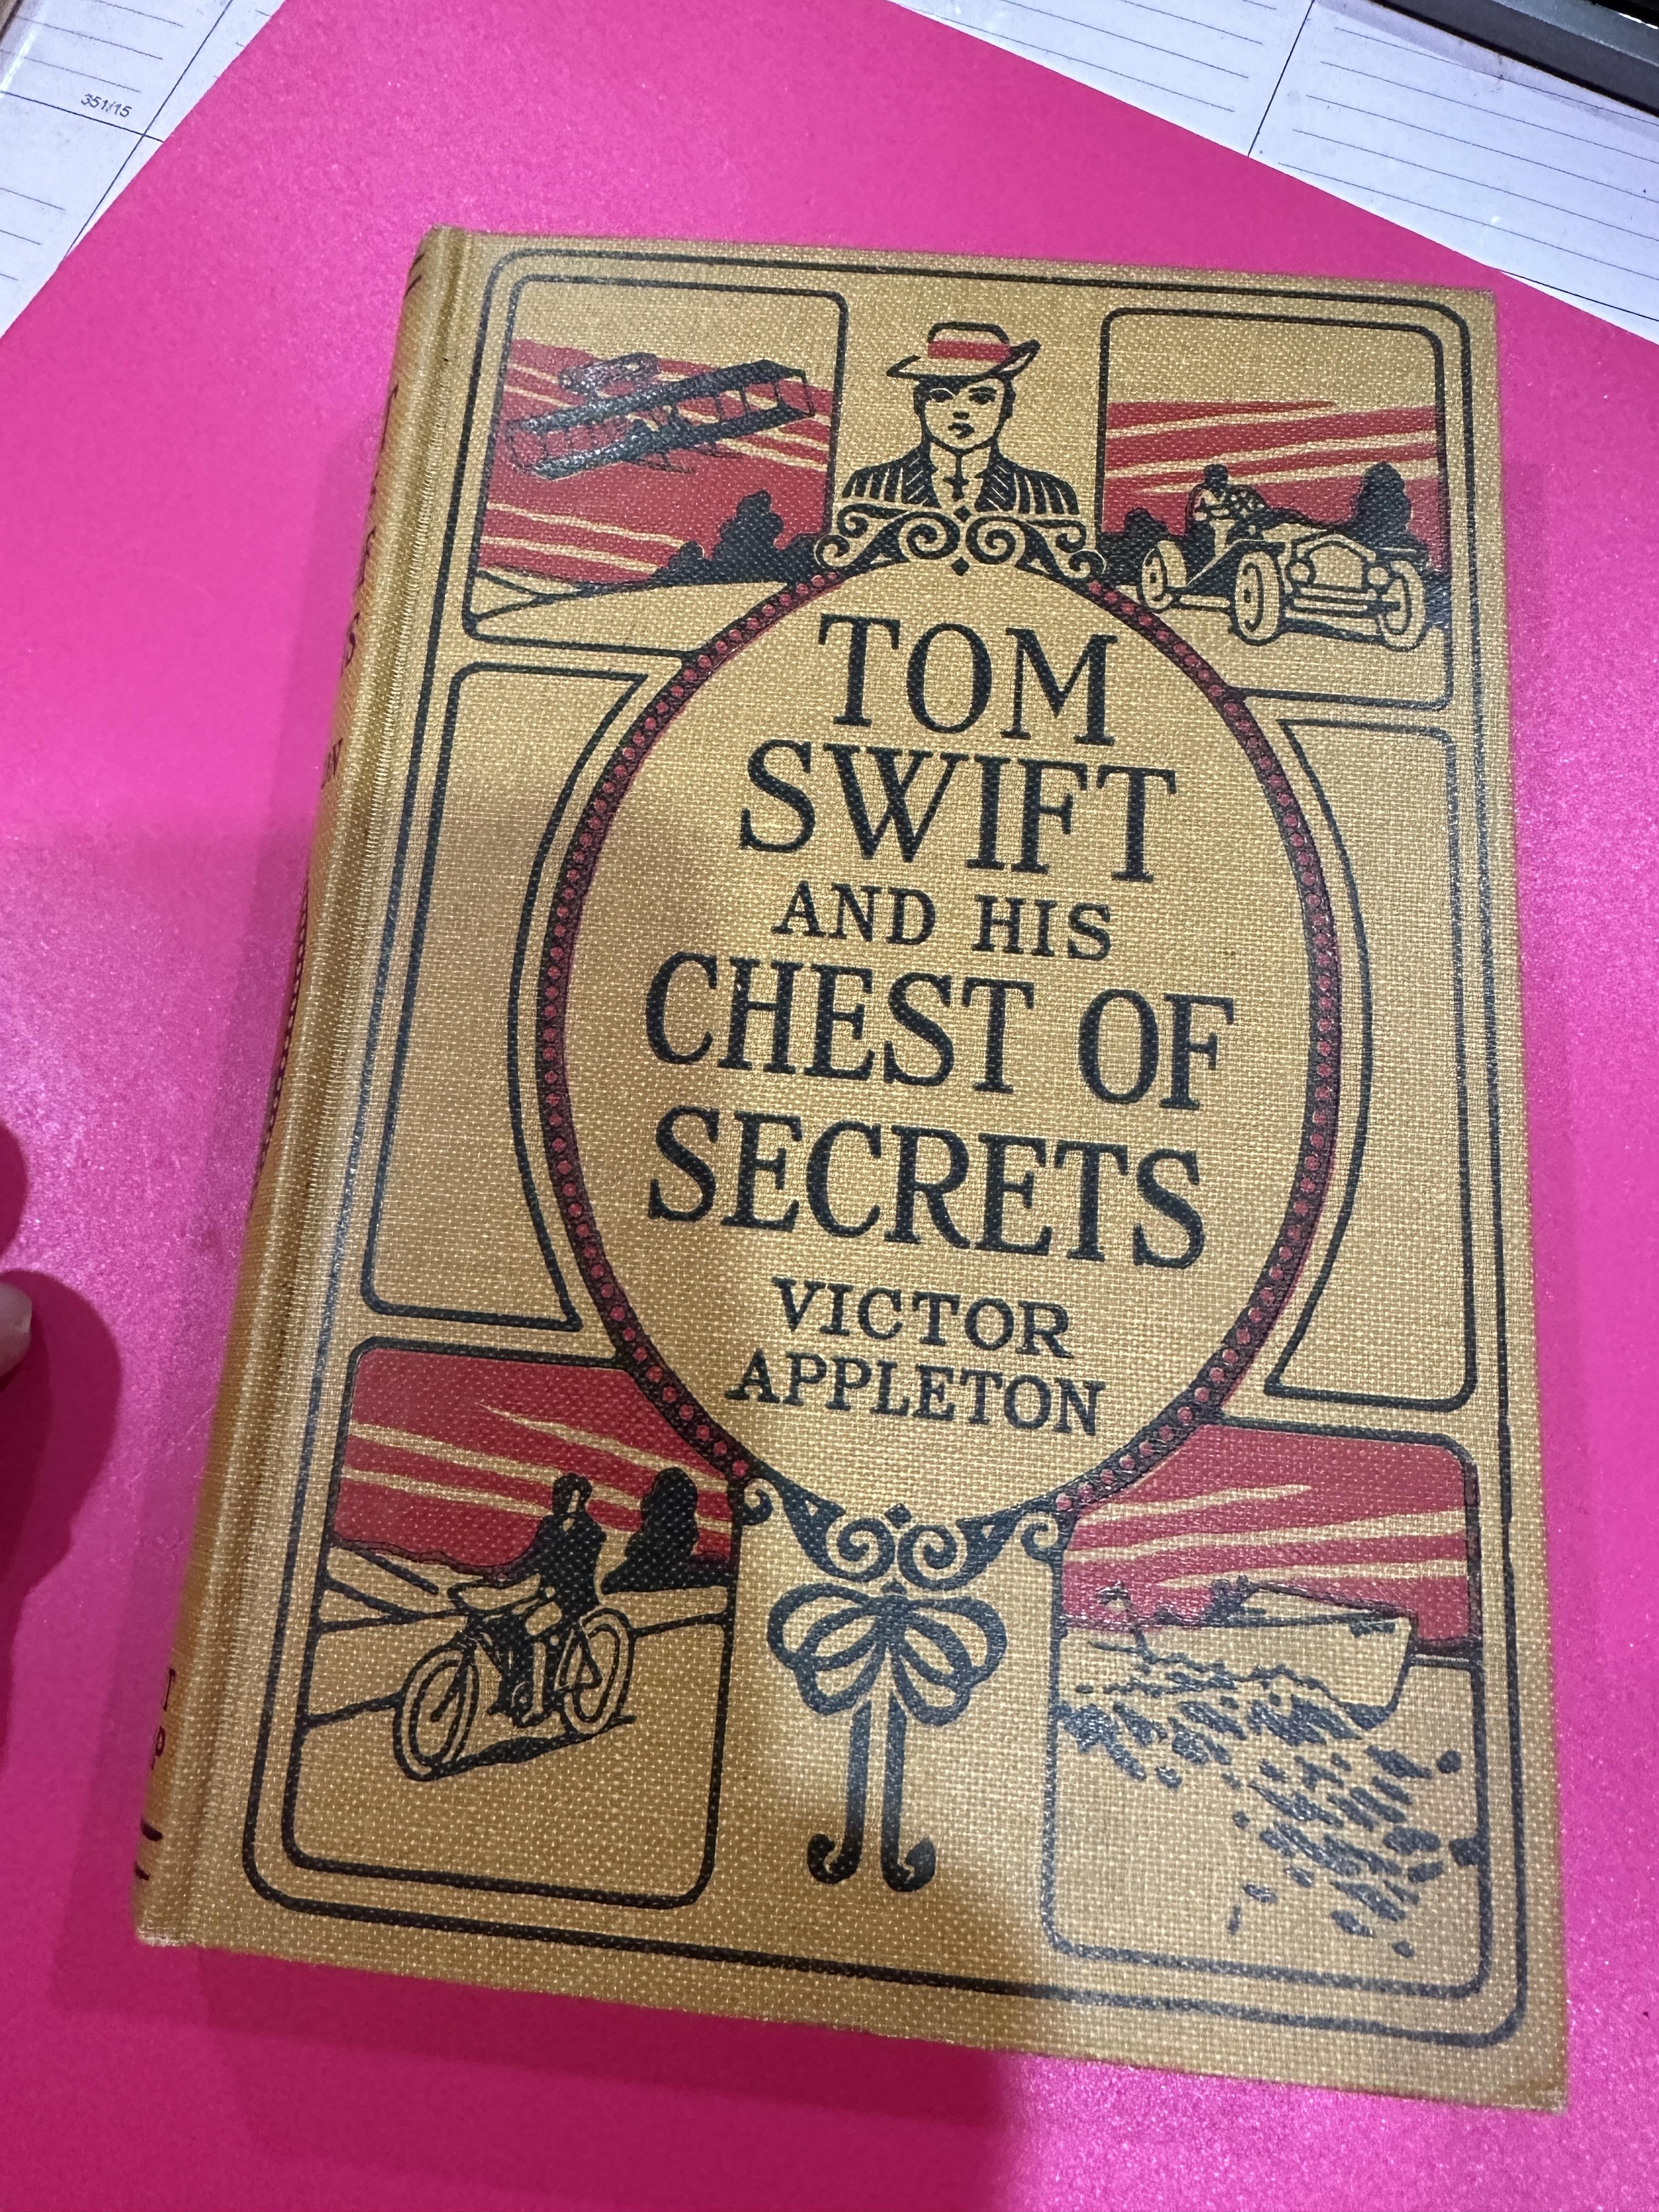 351/15
TOM
SWIFT
AND HIS
CHEST OF
SECRETS
VICTOR
APPLETON